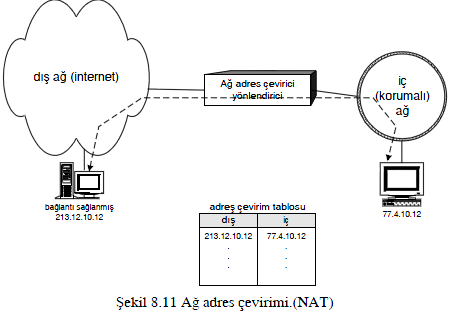 dış ağ (internet)
Ağ adres çevirici
yönlendirici
iç
(korumalı)
ağ
bağlantı sağlanmış
213.12.10.12
77.4.10.12
adreş çevirim tablosu
dış iç
213.12.10.12 77.4.10.12
. .
. .
. .
Şekil 8.11 Ağ adres çevirimi.(NAT)